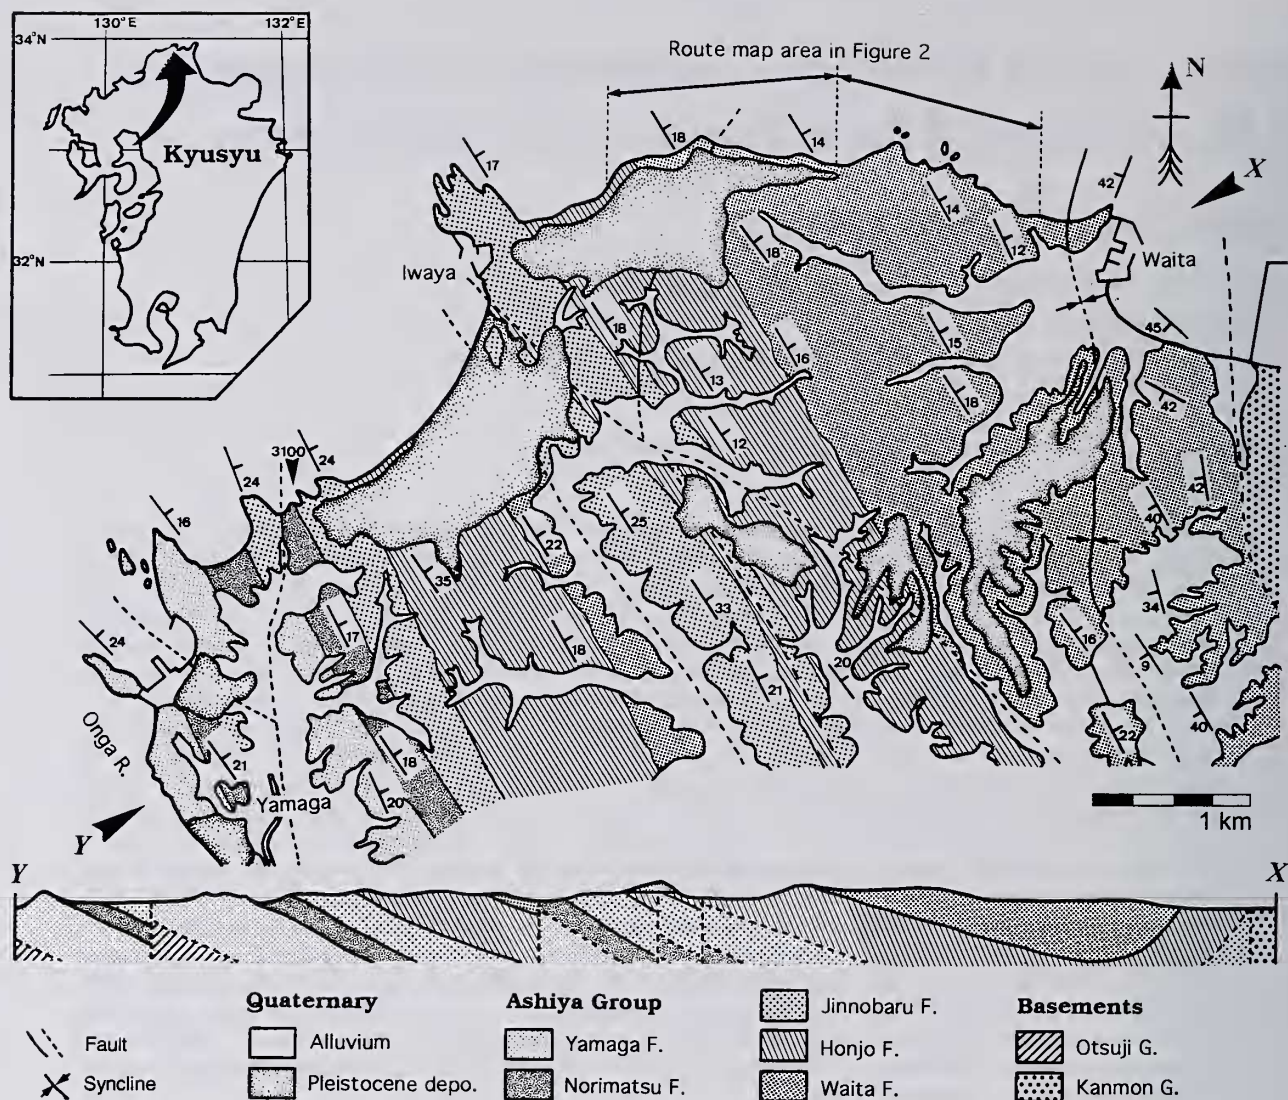 130°E
132°E
34°N
32°N
Kyusyu
Route map area in Figure 2
N
X
18
14
17
42
14
12
18
Iwaya
Waita
18
45
16
15
13
42
18
12
3100
24
24
16
25
22
42
40
35
33
34
17
16
24
18
20
9
21
Onga R.
22
40
21
18
Yamaga
20
Y
1 km
Y
X
Quaternary
Ashiya Group
Jinnobaru F.
Basements
Fault
Alluvium
Yamaga F.
Honjo F.
Otsuji G.
Syncline
Pleistocene depo.
Norimatsu F.
Waita F.
Kanmon G.